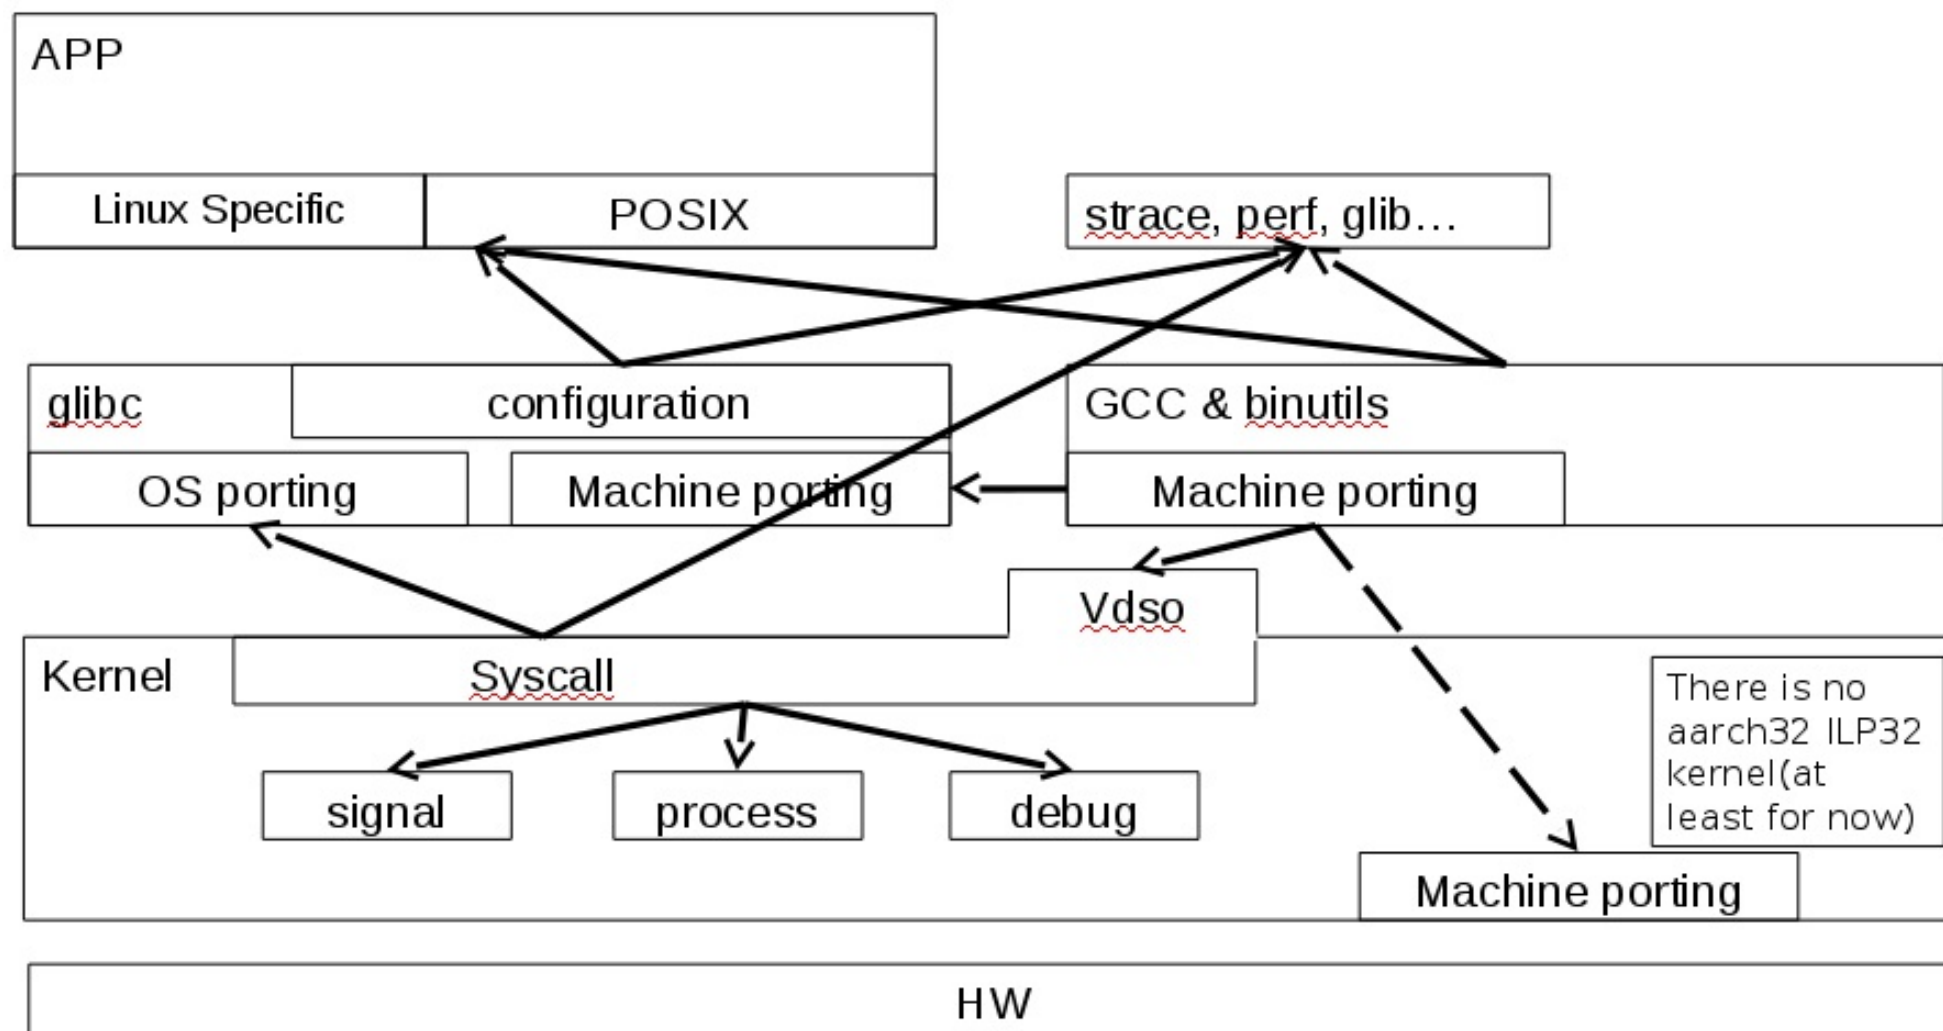 APP
Linux Specific
POSIX
strace, perf, glib...
glibc
configuration
GCC & binutils
OS porting
Machine porting
Machine porting
Vdso
Kernel
Syscall
There is no
aarch32 ILP32
kernel(at
least for now)
signal
process
debug
Machine porting
HW